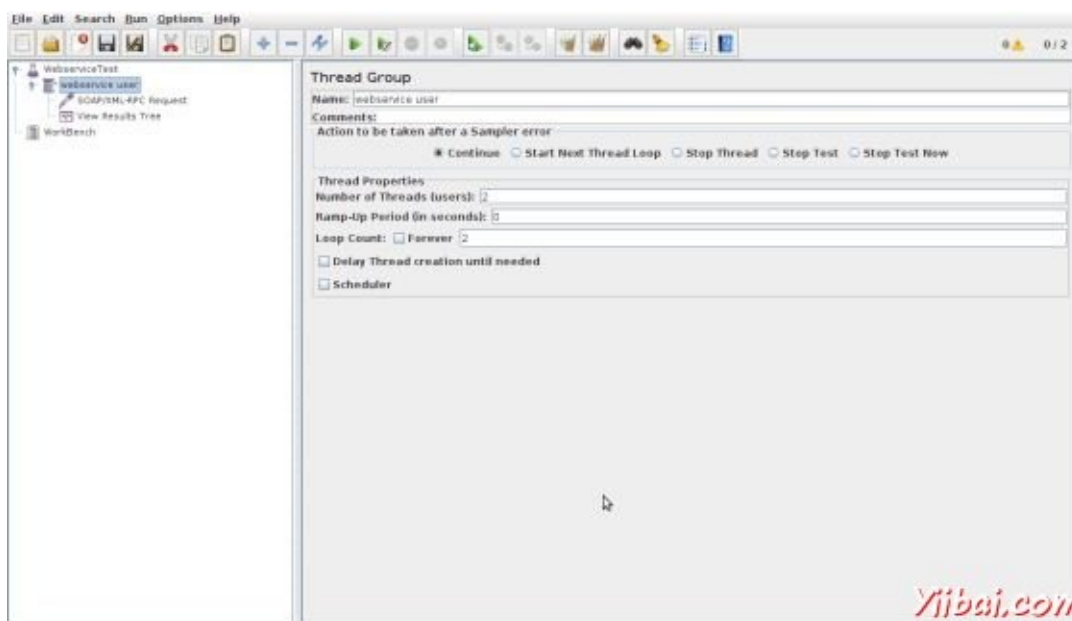 File Edit Search Run Options Help
0 0 / 2
WebserviceTest
webservice user
SOAP/XML-RPC Request
View Results Tree
WorkBench
Thread Group
Name: webservice user
Comments:
Action to be taken after a Sampler error
Continue Start Next Thread Loop Stop Thread Stop Test Stop Test Now
Thread Properties
Number of Threads (users): 2
Ramp-Up Period (in seconds): 0
Loop Count: Forever 2
Delay Thread creation until needed
Scheduler
Yiibai.com